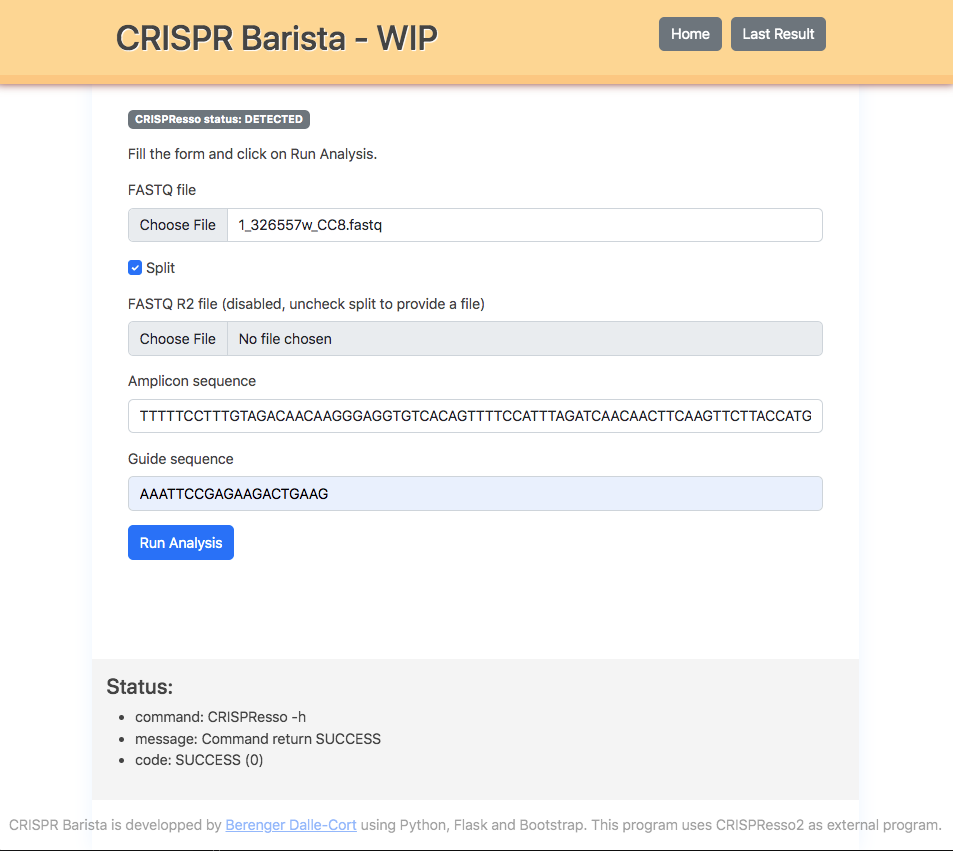 CRISPR Barista - WIP
Home
Last Result
CRISPResso status: DETECTED
Fill the form and click on Run Analysis.
FASTQ file
Choose File
1_326557w_CC8.fastq
Split
FASTQ R2 file (disabled, uncheck split to provide a file)
Choose File
No file chosen
Amplicon sequence
TTTTTCCTTTGTAGACAACAAGGGAGGTGTCACAGTTTTCCATTTAGATCAACAACTTCAAGTTCTTACCATG
Guide sequence
AAATTCCGAGAAGACTGAAG
Run Analysis
Status:
• command: CRISPResso -h
• message: Command return SUCCESS
• code: SUCCESS (0)
CRISPR Barista is developped by Berenger Dalle-Cort using Python, Flask and Bootstrap. This program uses CRISPResso2 as external program.